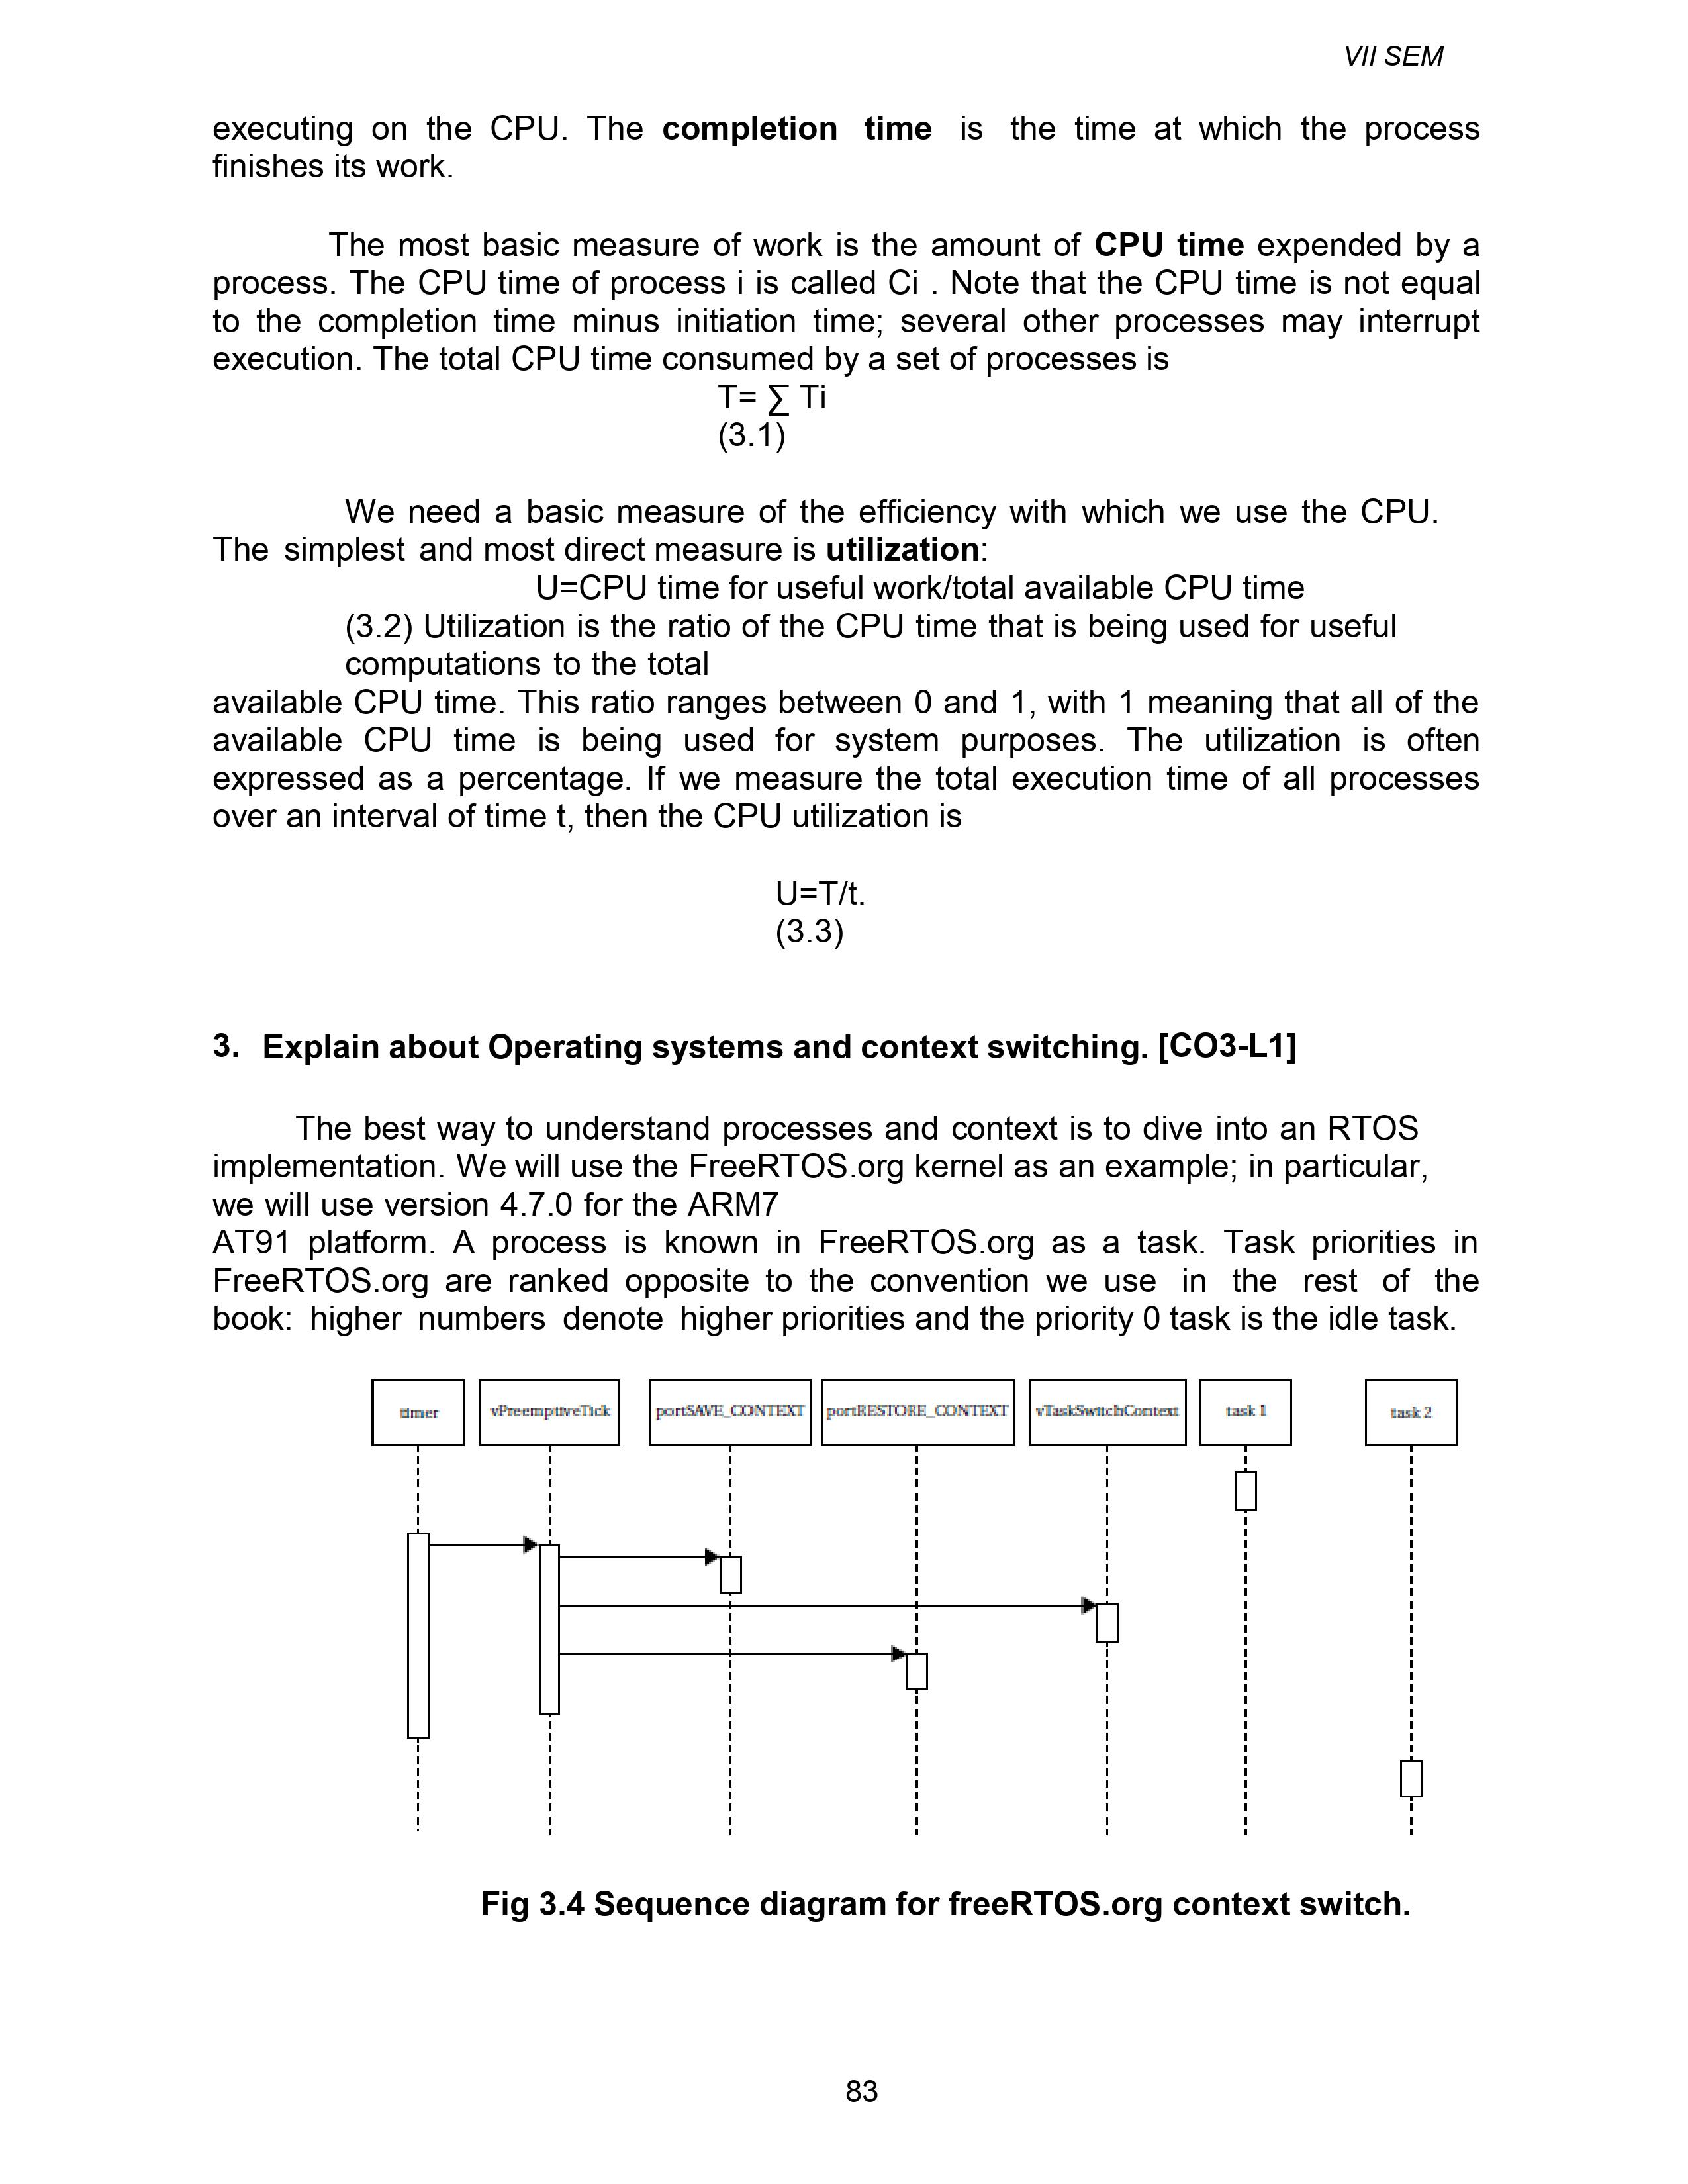 VII SEM
executing on the CPU. The completion time is the time at which the process
finishes its work.
The most basic measure of work is the amount of CPU time expended by a
process. The CPU time of process i is called Ci . Note that the CPU time is not equal
to the completion time minus initiation time; several other processes may interrupt
execution. The total CPU time consumed by a set of processes is
T= ∑ Ti
(3.1)
We need a basic measure of the efficiency with which we use the CPU.
The simplest and most direct measure is utilization:
U=CPU time for useful work/total available CPU time
(3.2) Utilization is the ratio of the CPU time that is being used for useful
computations to the total
available CPU time. This ratio ranges between 0 and 1, with 1 meaning that all of the
available CPU time is being used for system purposes. The utilization is often
expressed as a percentage. If we measure the total execution time of all processes
over an interval of time t, then the CPU utilization is
U=T/t.
(3.3)
3. Explain about Operating systems and context switching. [CO3-L1]
The best way to understand processes and context is to dive into an RTOS
implementation. We will use the FreeRTOS.org kernel as an example; in particular,
we will use version 4.7.0 for the ARM7
AT91 platform. A process is known in FreeRTOS.org as a task. Task priorities in
FreeRTOS.org are ranked opposite to the convention we use in the rest of the
book: higher numbers denote higher priorities and the priority 0 task is the idle task.
timer vPreemptiveTick portSAVE_CONTEXT portRESTORE_CONTEXT vTaskSwitchContext task 1 task 2
Fig 3.4 Sequence diagram for freeRTOS.org context switch.
83